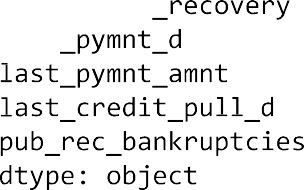 _recovery
_pymnt_d
last_pymnt_amnt
last_credit_pull_d
pub_rec_bankruptcies
dtype: object